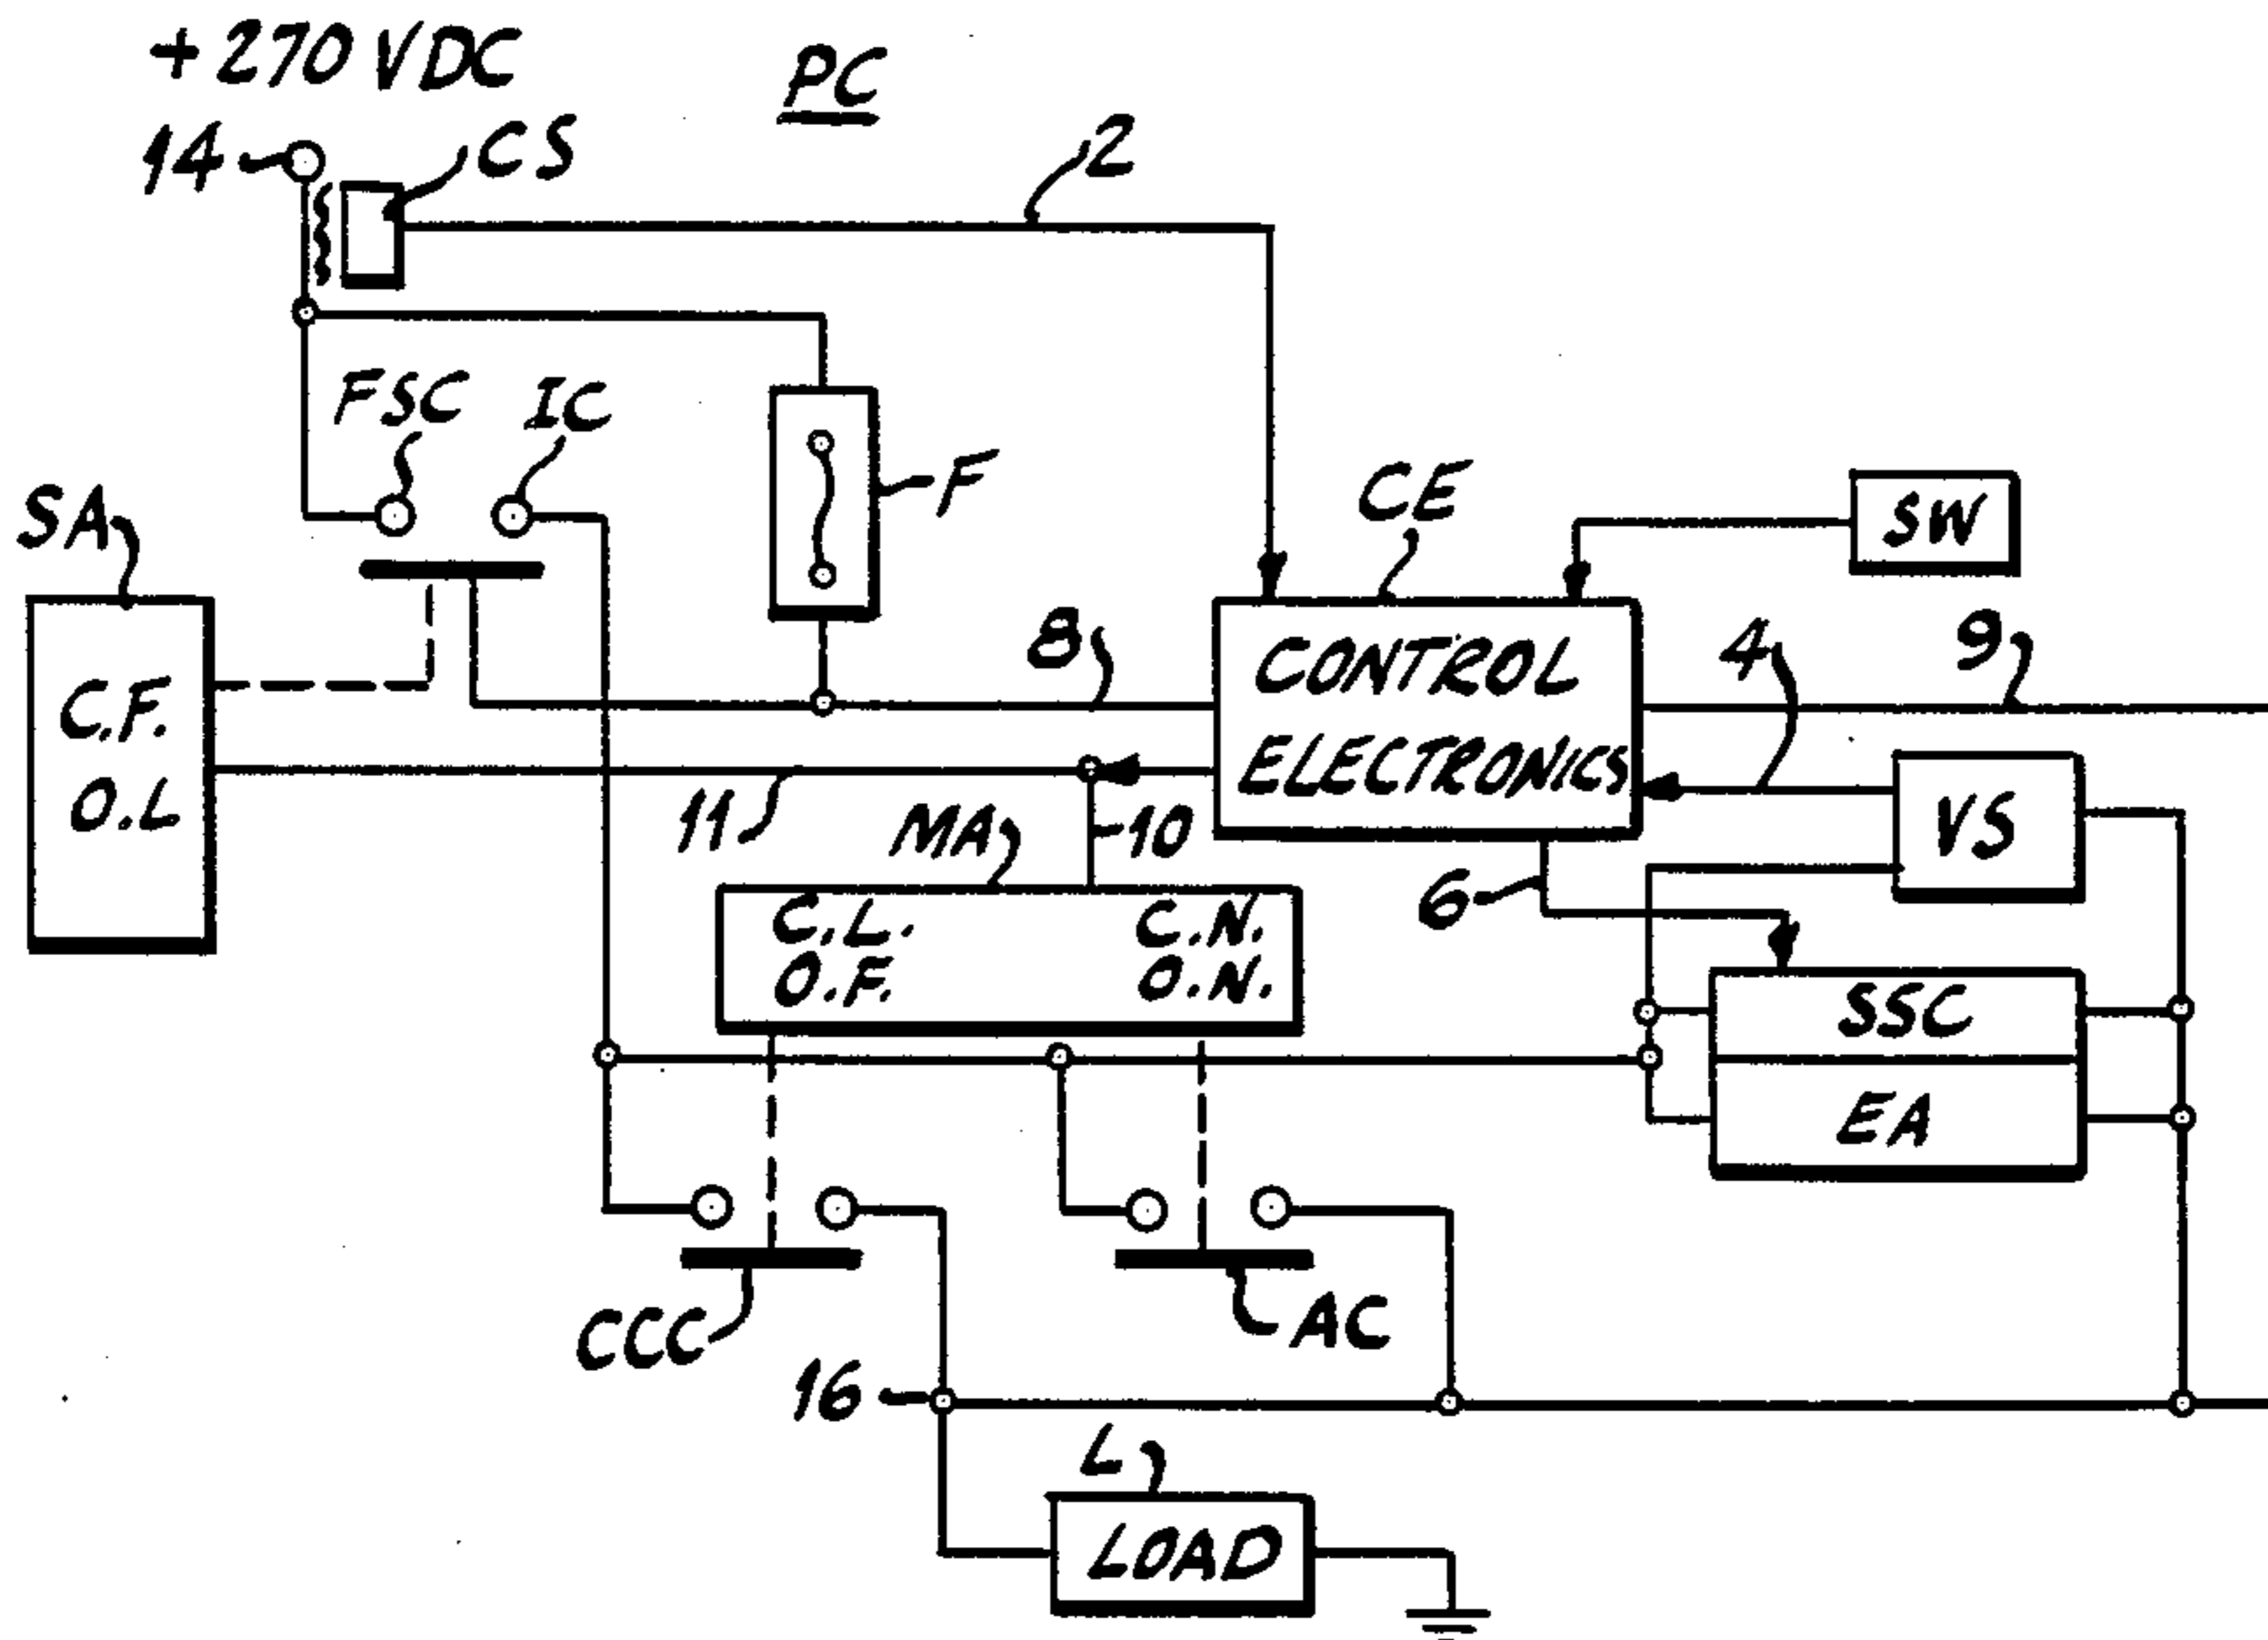 +270 VDC
PC
14
CS
2
FSC
IC
F
SA
CE
SW
C.F.
O.L
8
CONTROL
ELECTRONICS
4
9
11
MA
10
VS
6
C.L.
O.F.
C.N.
O.N.
SSC
EA
CCC
AC
16
L
LOAD